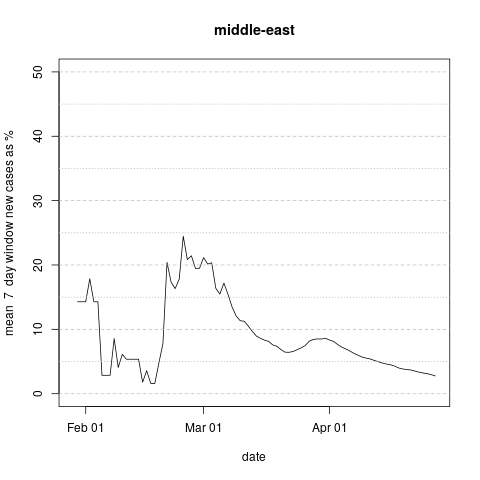 middle-east
mean 7 day window new cases as %
50
40
30
20
10
0
Feb 01
Mar 01
Apr 01
date